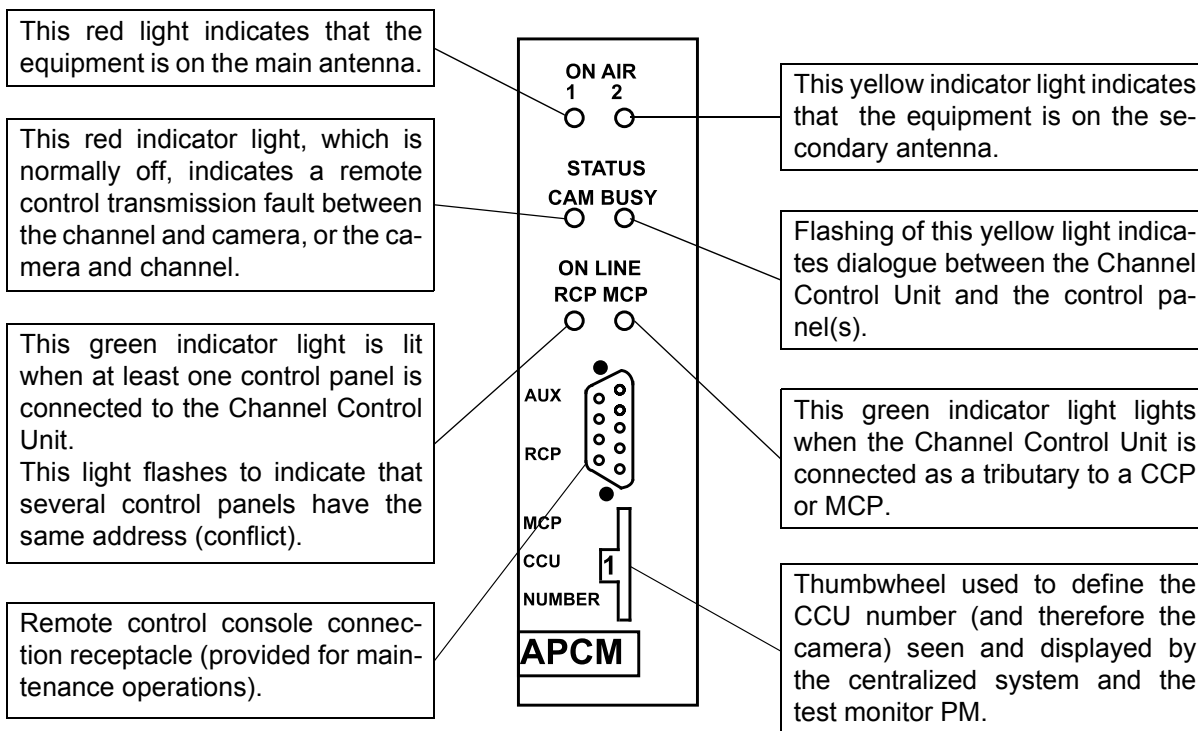 This red light indicates that the
equipment is on the main antenna.
This red indicator light, which is
normally off, indicates a remote
control transmission fault between
the channel and camera, or the ca-
mera and channel.
This green indicator light is lit
when at least one control panel is
connected to the Channel Control
Unit.
This light flashes to indicate that
several control panels have the
same address (conflict).
Remote control console connec-
tion receptacle (provided for main-
tenance operations).
ON AIR
1 2
STATUS
CAM BUSY
ON LINE
RCP MCP
AUX
RCP
MCP
CCU 1
NUMBER
APCM
This yellow indicator light indicates
that the equipment is on the se-
condary antenna.
Flashing of this yellow light indica-
tes dialogue between the Channel
Control Unit and the control pa-
nel(s).
This green indicator light lights
when the Channel Control Unit is
connected as a tributary to a CCP
or MCP.
Thumbwheel used to define the
CCU number (and therefore the
camera) seen and displayed by
the centralized system and the
test monitor PM.